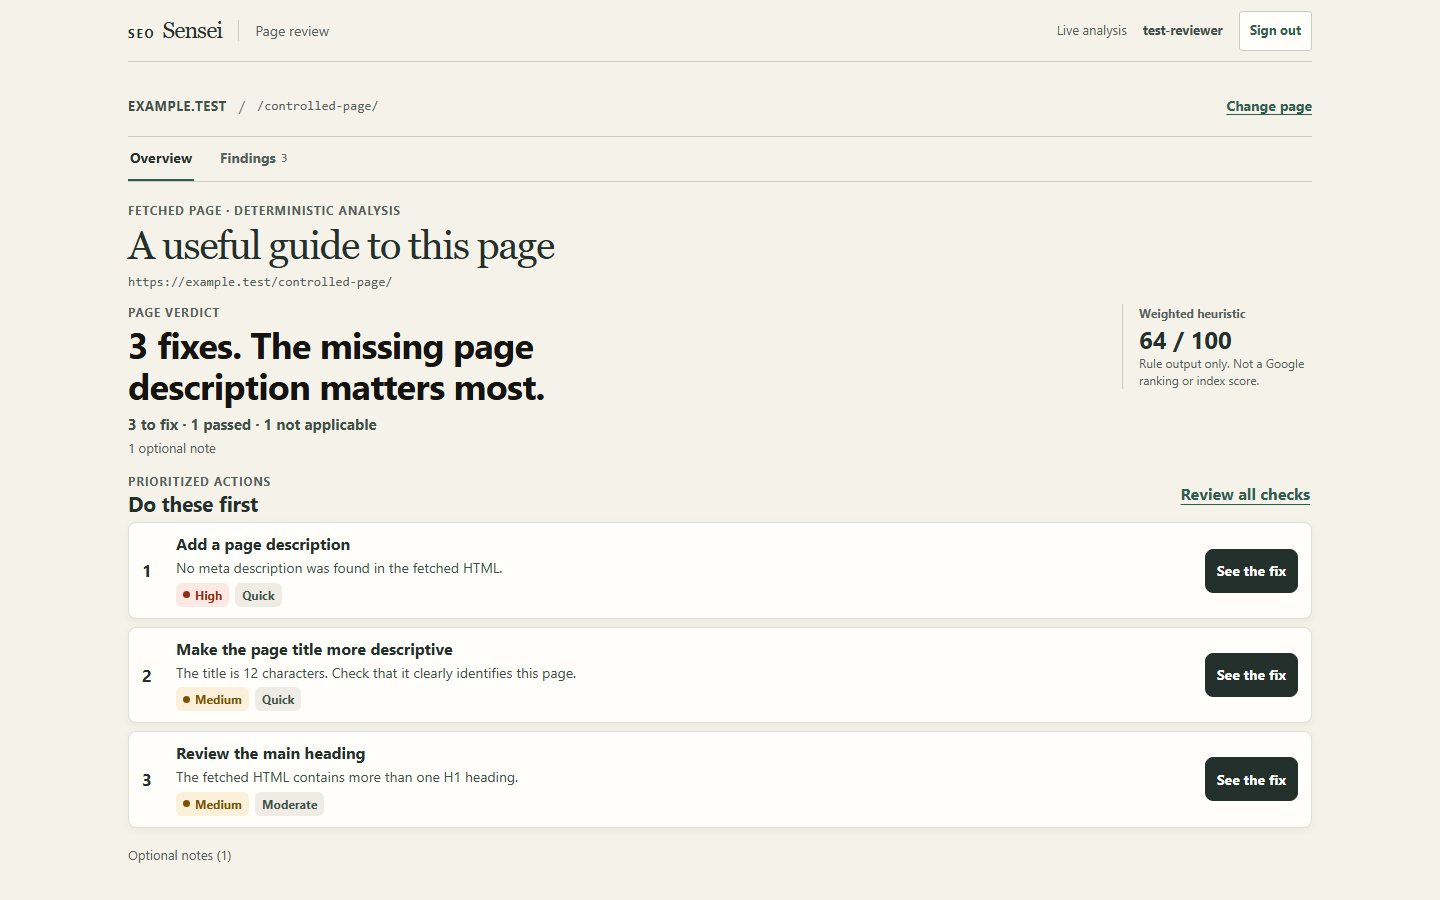 SEO Sensei Page review Live analysis test-reviewer Sign out
EXAMPLE.TEST / /controlled-page/ Change page
Overview Findings 3
FETCHED PAGE · DETERMINISTIC ANALYSIS
A useful guide to this page
https://example.test/controlled-page/
PAGE VERDICT
3 fixes. The missing page
description matters most.
3 to fix · 1 passed · 1 not applicable
1 optional note
Weighted heuristic
64 / 100
Rule output only. Not a Google
ranking or index score.
PRIORITIZED ACTIONS
Do these first
Review all checks
1
Add a page description
No meta description was found in the fetched HTML.
High Quick
See the fix
2
Make the page title more descriptive
The title is 12 characters. Check that it clearly identifies this page.
Medium Quick
See the fix
3
Review the main heading
The fetched HTML contains more than one H1 heading.
Medium Moderate
See the fix
Optional notes (1)